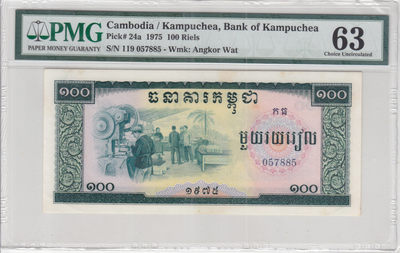 PMG
PAPER MONEY GUARANTY
Cambodia / Kampuchea, Bank of Kampuchea
Pick# 24a 1975 100 Riels
S/N 119 057885 - Wmk: Angkor Wat
63
Choice Uncirculated
១០០
ធនាគារកម្ពុជា
១០០
កធ
មួយរយរៀល
057885
១០០
១៩៧៥
១០០